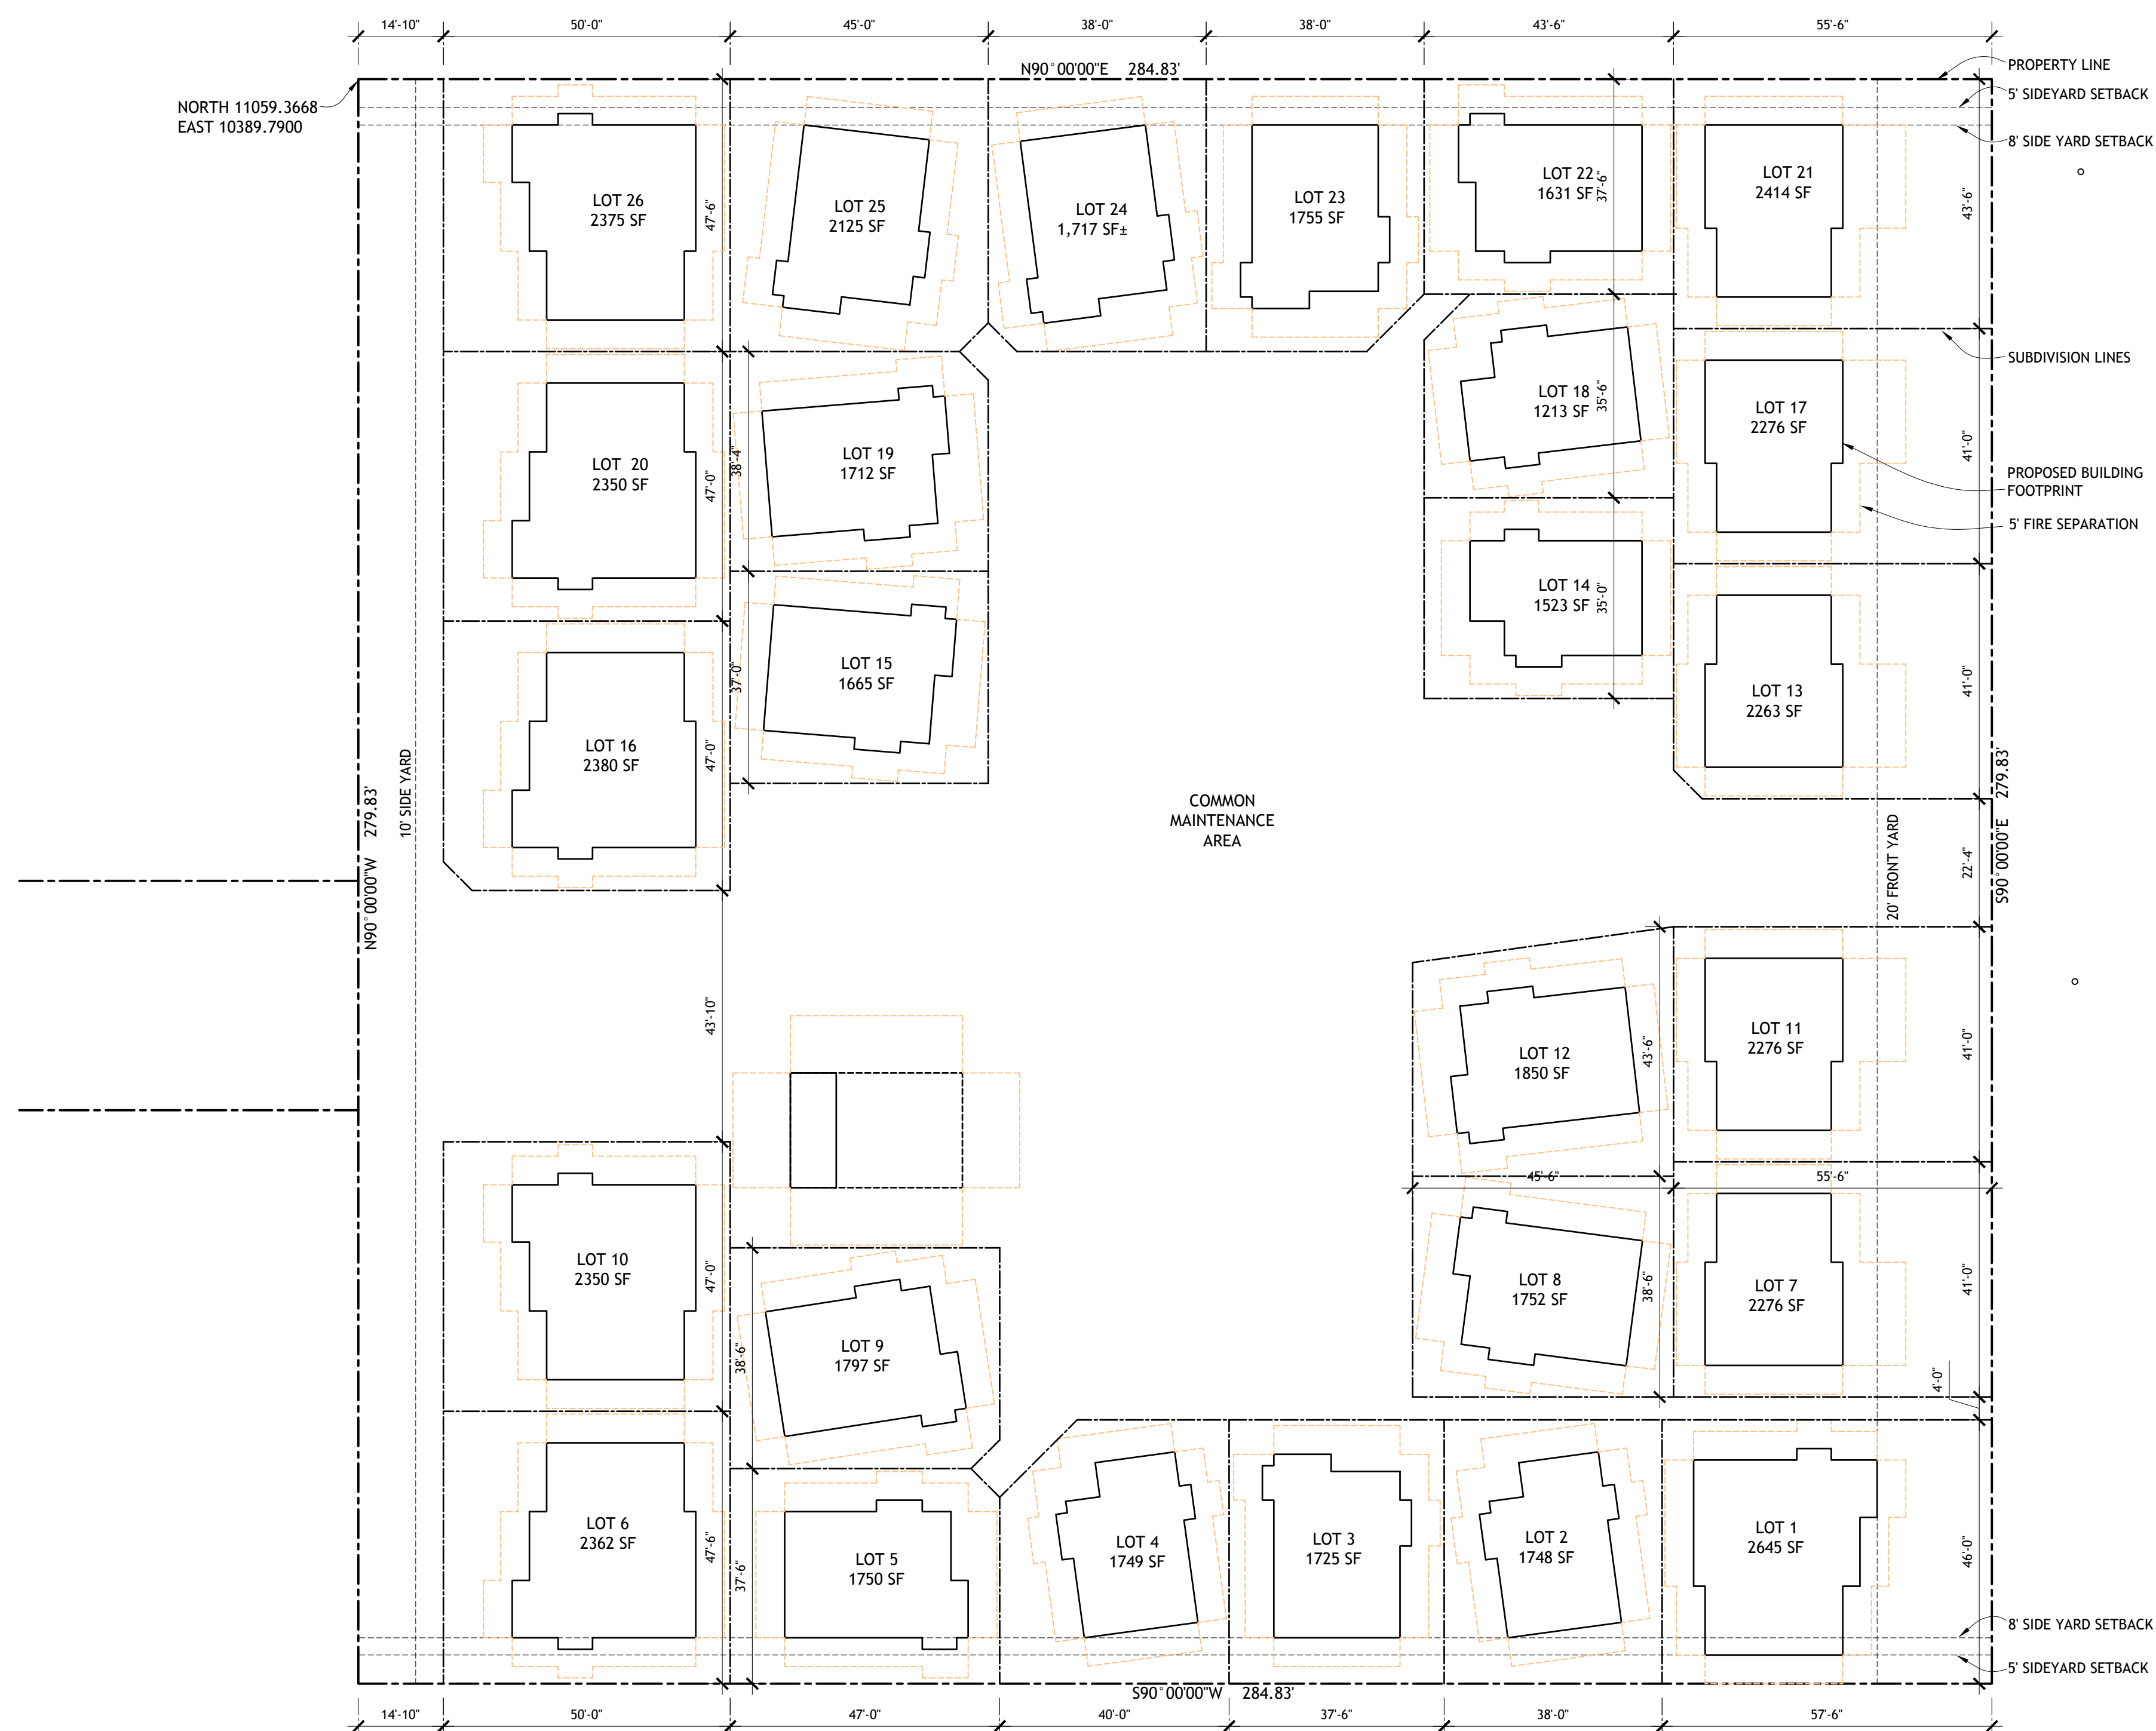 14'-10"
50'-0"
45'-0"
38'-0"
38'-0"
43'-6"
55'-6"
N90°00'00"E 284.83'
PROPERTY LINE
5' SIDEYARD SETBACK
8' SIDE YARD SETBACK
NORTH 11059.3668
EAST 10389.7900
LOT 26
2375 SF
47'-6"
LOT 25
2125 SF
LOT 24
1,717 SF±
LOT 23
1755 SF
LOT 22
1631 SF
37'-6"
LOT 21
2414 SF
43'-6"
SUBDIVISION LINES
LOT 20
2350 SF
47'-0"
38'-4"
LOT 19
1712 SF
LOT 18
1213 SF
35'-6"
LOT 17
2276 SF
41'-0"
PROPOSED BUILDING
FOOTPRINT
5' FIRE SEPARATION
LOT 16
2380 SF
47'-0"
37'-0"
LOT 15
1665 SF
LOT 14
1523 SF
35'-0"
LOT 13
2263 SF
41'-0"
N90°00'00"W 279.83'
10' SIDE YARD
COMMON
MAINTENANCE
AREA
20' FRONT YARD
22'-4"
S90°00'00"E 279.83'
43'-10"
LOT 12
1850 SF
43'-6"
LOT 11
2276 SF
41'-0"
45'-6"
55'-6"
LOT 10
2350 SF
47'-0"
38'-6"
LOT 9
1797 SF
LOT 8
1752 SF
38'-6"
LOT 7
2276 SF
41'-0"
4'-0"
LOT 6
2362 SF
47'-6"
37'-6"
LOT 5
1750 SF
LOT 4
1749 SF
LOT 3
1725 SF
LOT 2
1748 SF
LOT 1
2645 SF
46'-0"
8' SIDE YARD SETBACK
5' SIDEYARD SETBACK
S90°00'00"W 284.83'
14'-10"
50'-0"
47'-0"
40'-0"
37'-6"
38'-0"
57'-6"